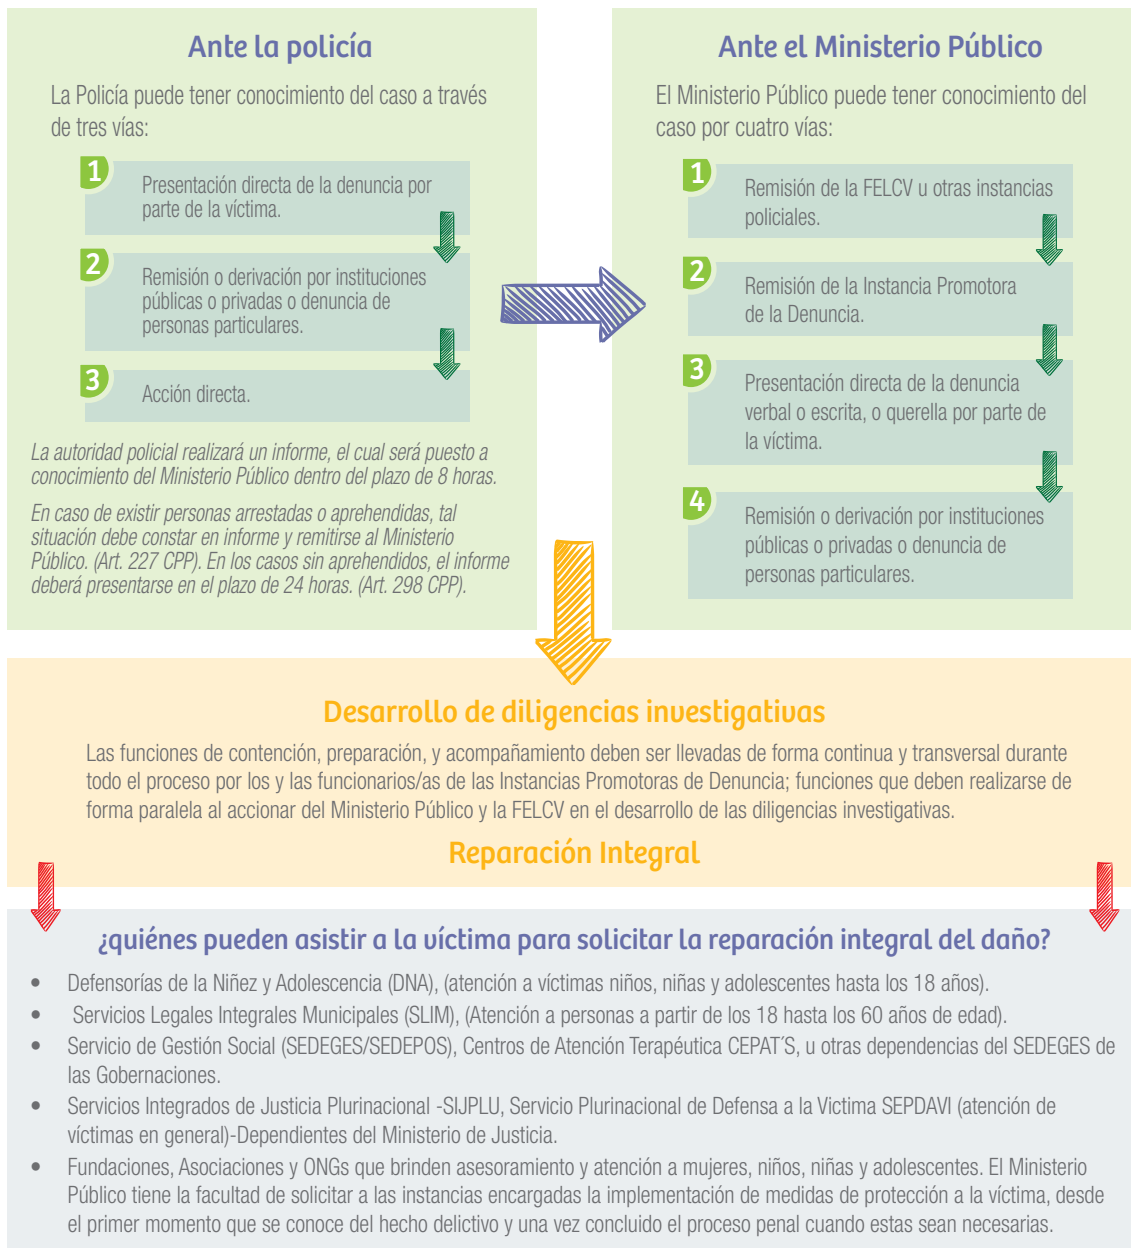 Ante la policía
La Policía puede tener conocimiento del caso a través
de tres vías:
1
Presentación directa de la denuncia por
parte de la víctima.
2
Remisión o derivación por instituciones
públicas o privadas o denuncia de
personas particulares.
3
Acción directa.
La autoridad policial realizará un informe, el cual será puesto a
conocimiento del Ministerio Público dentro del plazo de 8 horas.
En caso de existir personas arrestadas o aprehendidas, tal
situación debe constar en informe y remitirse al Ministerio
Público. (Art. 227 CPP). En los casos sin aprehendidos, el informe
deberá presentarse en el plazo de 24 horas. (Art. 298 CPP).
Ante el Ministerio Público
El Ministerio Público puede tener conocimiento del
caso por cuatro vías:
1
Remisión de la FELCV u otras instancias
policiales.
2
Remisión de la Instancia Promotora
de la Denuncia.
3
Presentación directa de la denuncia
verbal o escrita, o querella por parte de
la víctima.
4
Remisión o derivación por instituciones
públicas o privadas o denuncia de
personas particulares.
Desarrollo de diligencias investigativas
Las funciones de contención, preparación, y acompañamiento deben ser llevadas de forma continua y transversal durante
todo el proceso por los y las funcionarios/as de las Instancias Promotoras de Denuncia; funciones que deben realizarse de
forma paralela al accionar del Ministerio Público y la FELCV en el desarrollo de las diligencias investigativas.
Reparación Integral
¿quiénes pueden asistir a la víctima para solicitar la reparación integral del daño?
• Defensorías de la Niñez y Adolescencia (DNA), (atención a víctimas niños, niñas y adolescentes hasta los 18 años).
• Servicios Legales Integrales Municipales (SLIM), (Atención a personas a partir de los 18 hasta los 60 años de edad).
• Servicio de Gestión Social (SEDEGES/SEDEPOS), Centros de Atención Terapéutica CEPAT´S, u otras dependencias del SEDEGES de
las Gobernaciones.
• Servicios Integrados de Justicia Plurinacional -SIJPLU, Servicio Plurinacional de Defensa a la Victima SEPDAVI (atención de
víctimas en general)-Dependientes del Ministerio de Justicia.
• Fundaciones, Asociaciones y ONGs que brinden asesoramiento y atención a mujeres, niños, niñas y adolescentes. El Ministerio
Público tiene la facultad de solicitar a las instancias encargadas la implementación de medidas de protección a la víctima, desde
el primer momento que se conoce del hecho delictivo y una vez concluido el proceso penal cuando estas sean necesarias.